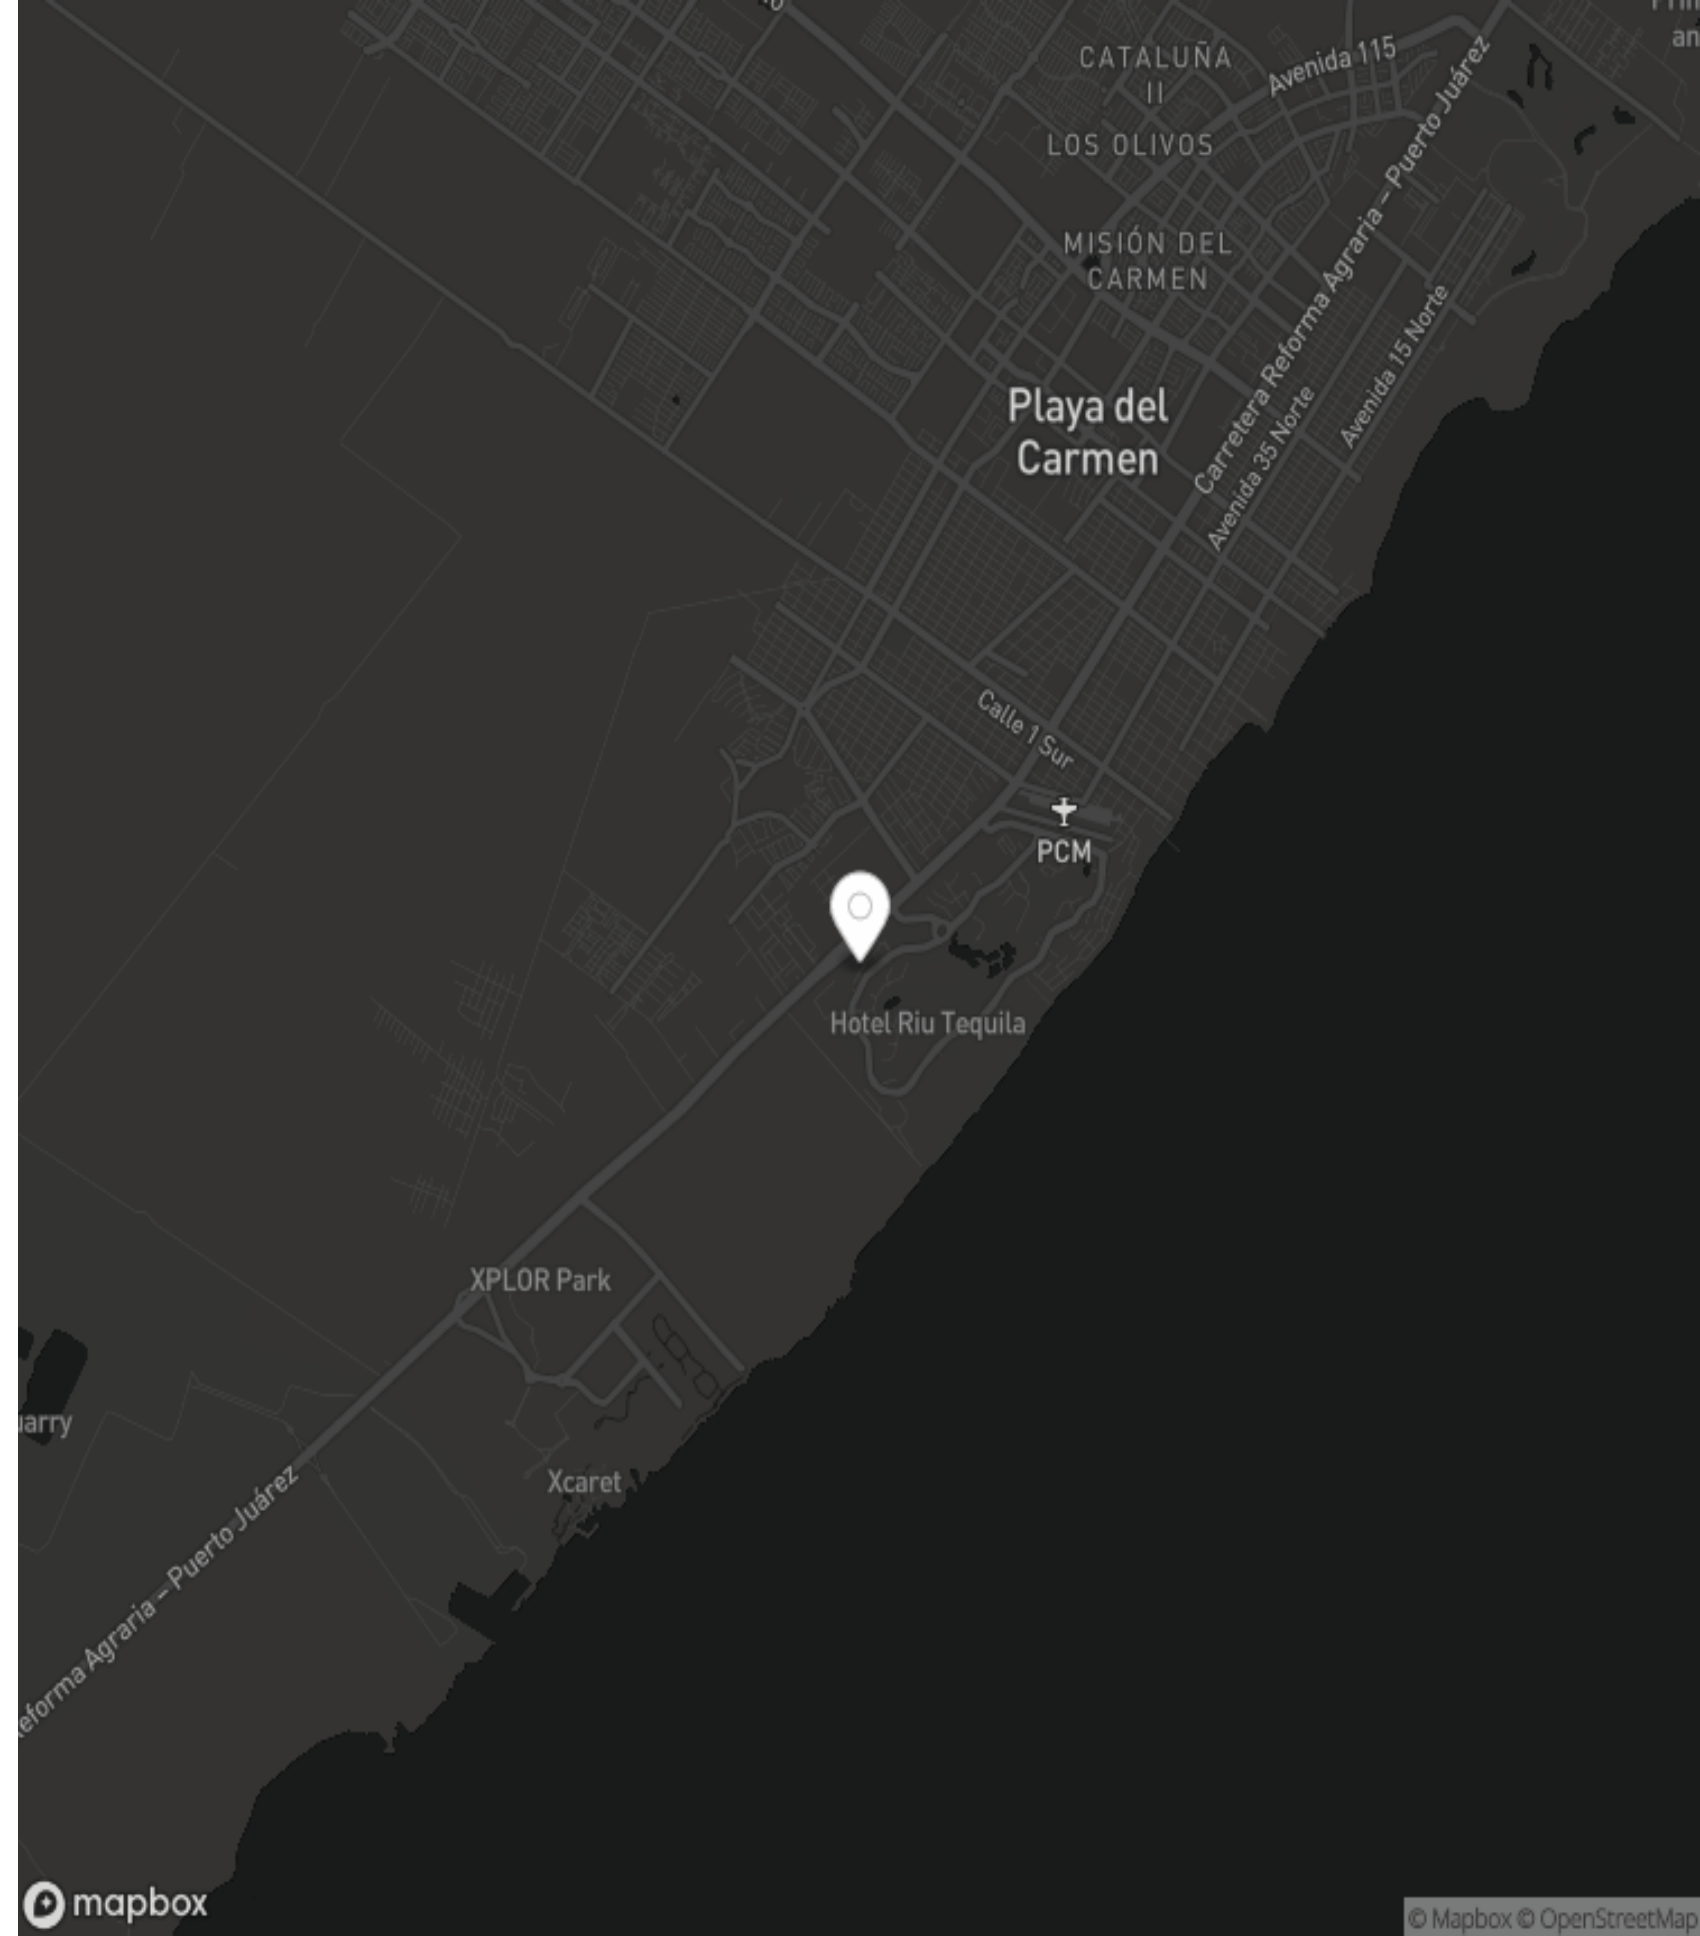 CATALUÑA
II
Avenida 115
LOS OLIVOS
MISIÓN DEL
CARMEN
Carretera Reforma Agraria – Puerto Juárez
Avenida 15 Norte
Avenida 35 Norte
Playa del
Carmen
Calle 1 Sur
PCM
Hotel Riu Tequila
XPLOR Park
Xcaret
Reforma Agraria – Puerto Juárez
mapbox
© Mapbox © OpenStreetMap